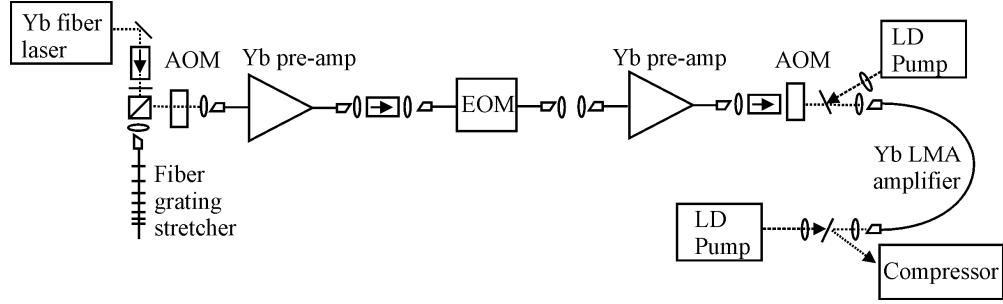 Yb fiber
laser
AOM
Yb pre-amp
EOM
Yb pre-amp
AOM
LD
Pump
Yb LMA
amplifier
Fiber
grating
stretcher
LD
Pump
Compressor